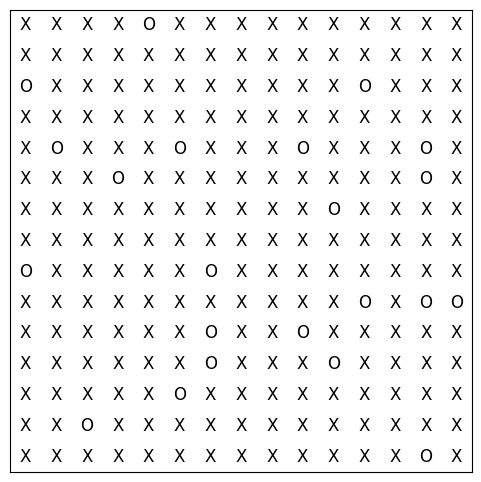 X X X X O X X X X X X X X X X
X X X X X X X X X X X X X X X
O X X X X X X X X X X O X X X
X X X X X X X X X X X X X X X
X O X X X O X X X O X X X O X
X X X O X X X X X X X X X O X
X X X X X X X X X X O X X X X
X X X X X X X X X X X X X X X
O X X X X X O X X X X X X X X
X X X X X X X X X X X O X O O
X X X X X X O X X O X X X X X
X X X X X X O X X X O X X X X
X X X X X O X X X X X X X X X
X X O X X X X X X X X X X X X
X X X X X X X X X X X X X O X